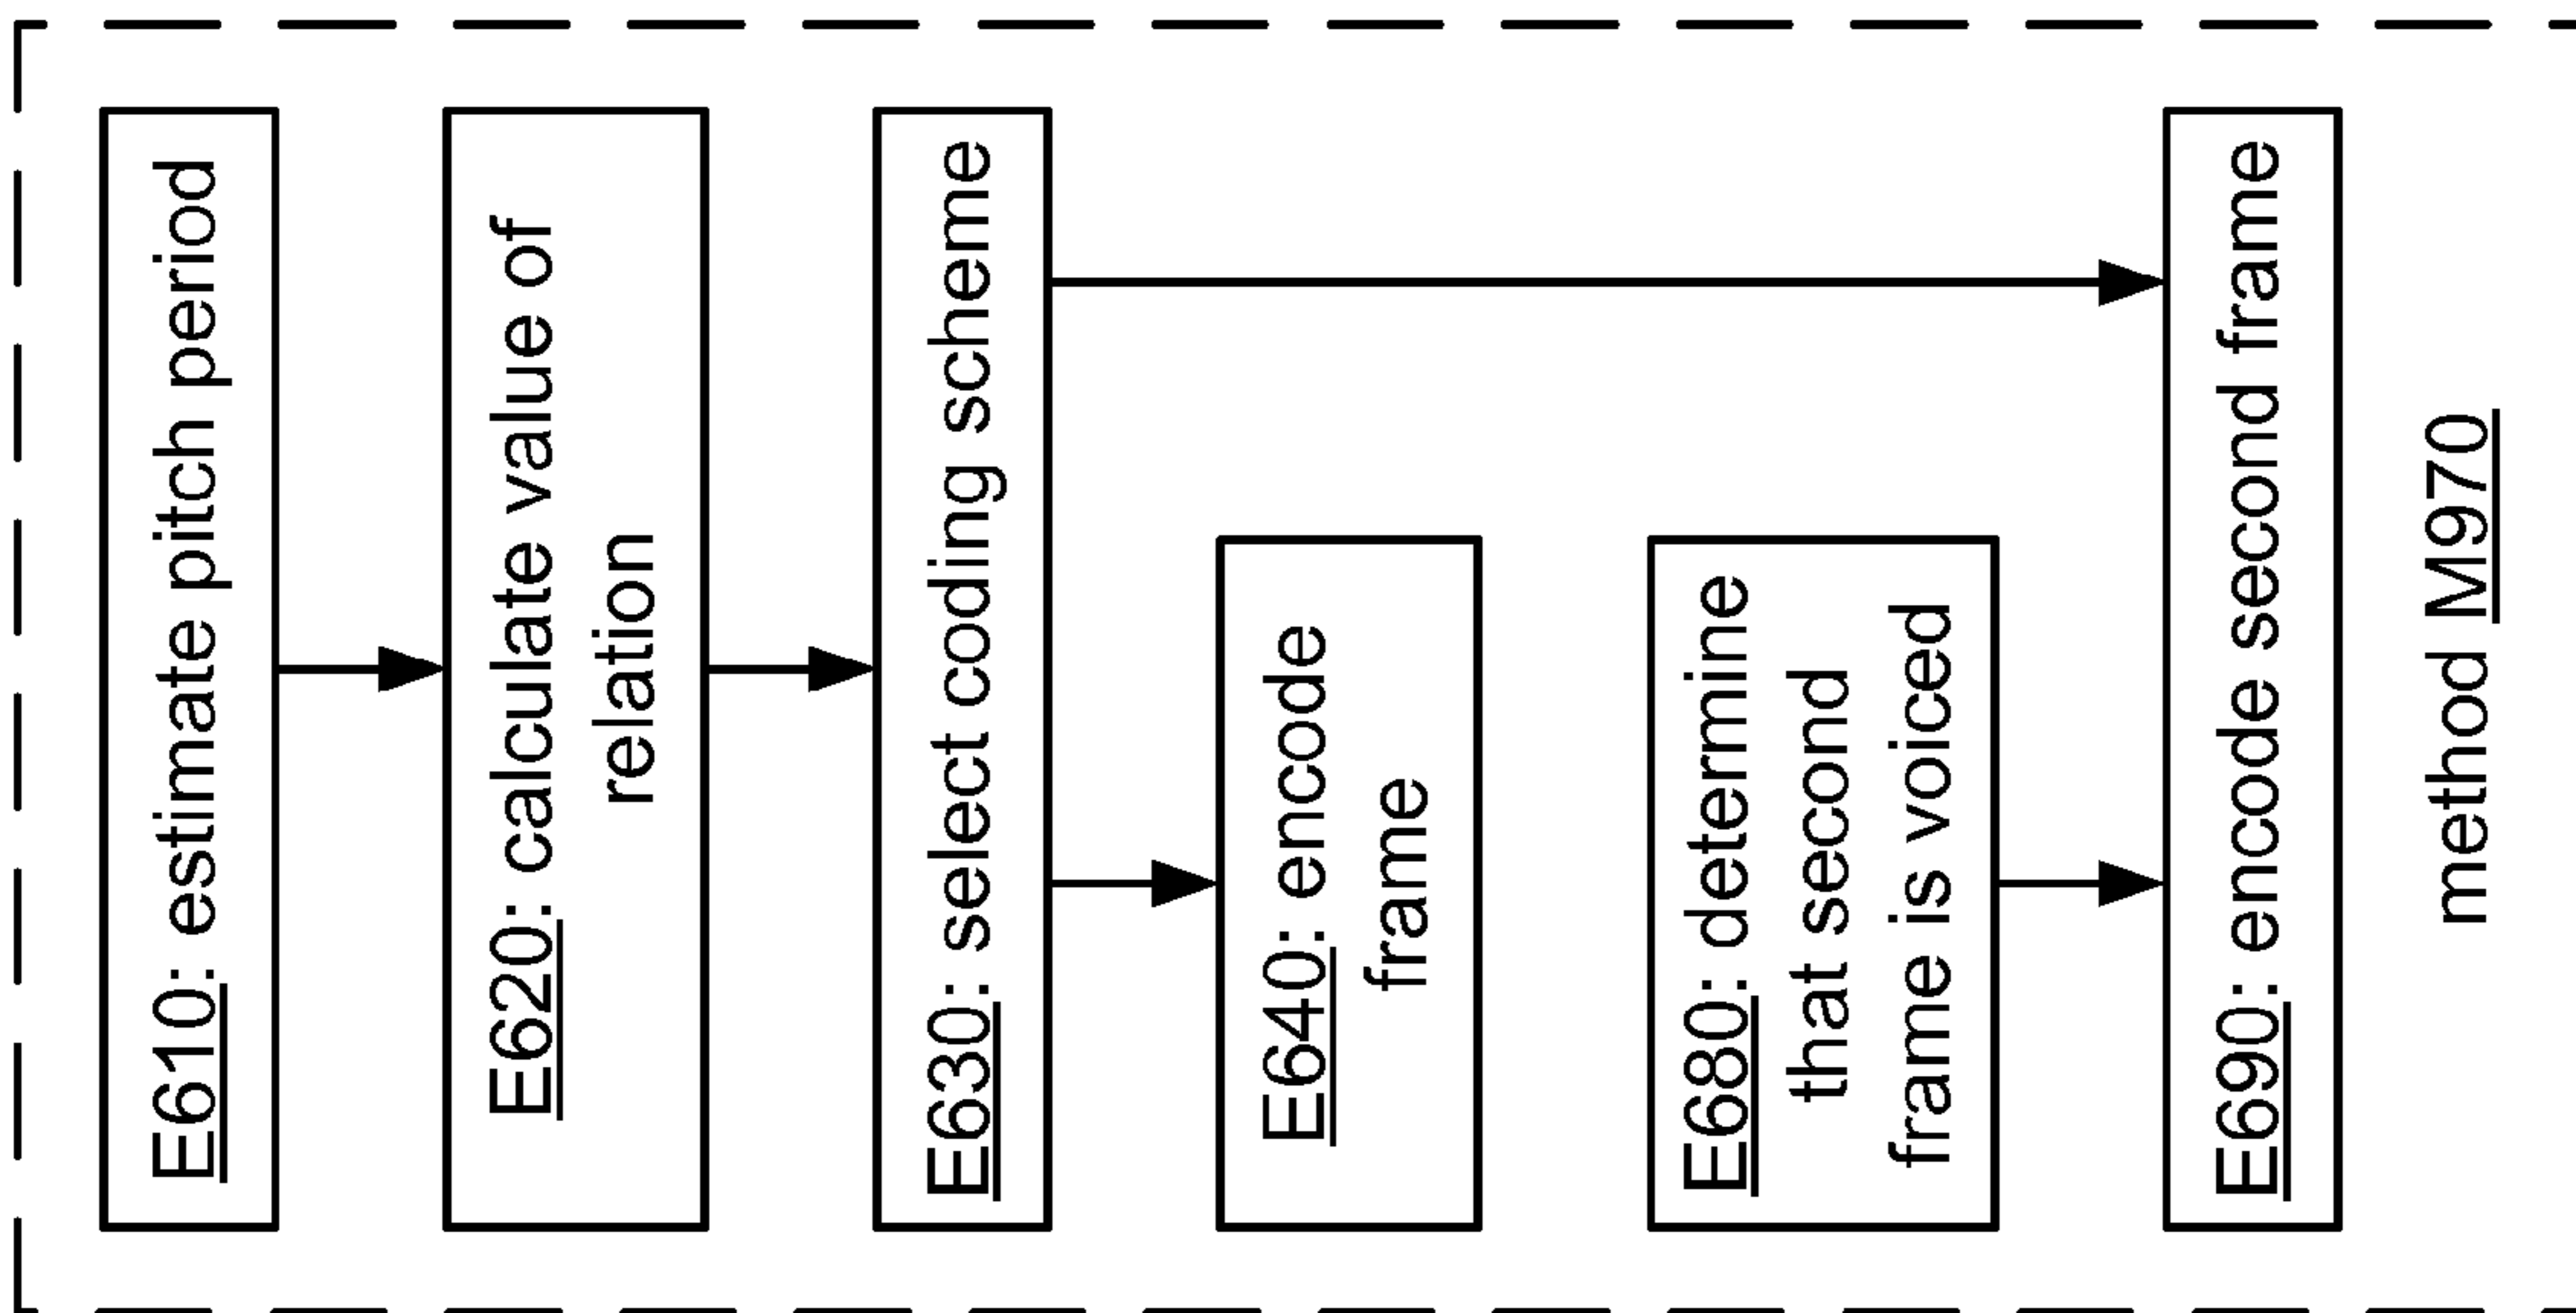 E610: estimate pitch period
E620: calculate value of
relation
E630: select coding scheme
E640: encode
frame
E680: determine
that second
frame is voiced
E690: encode second frame
method M970